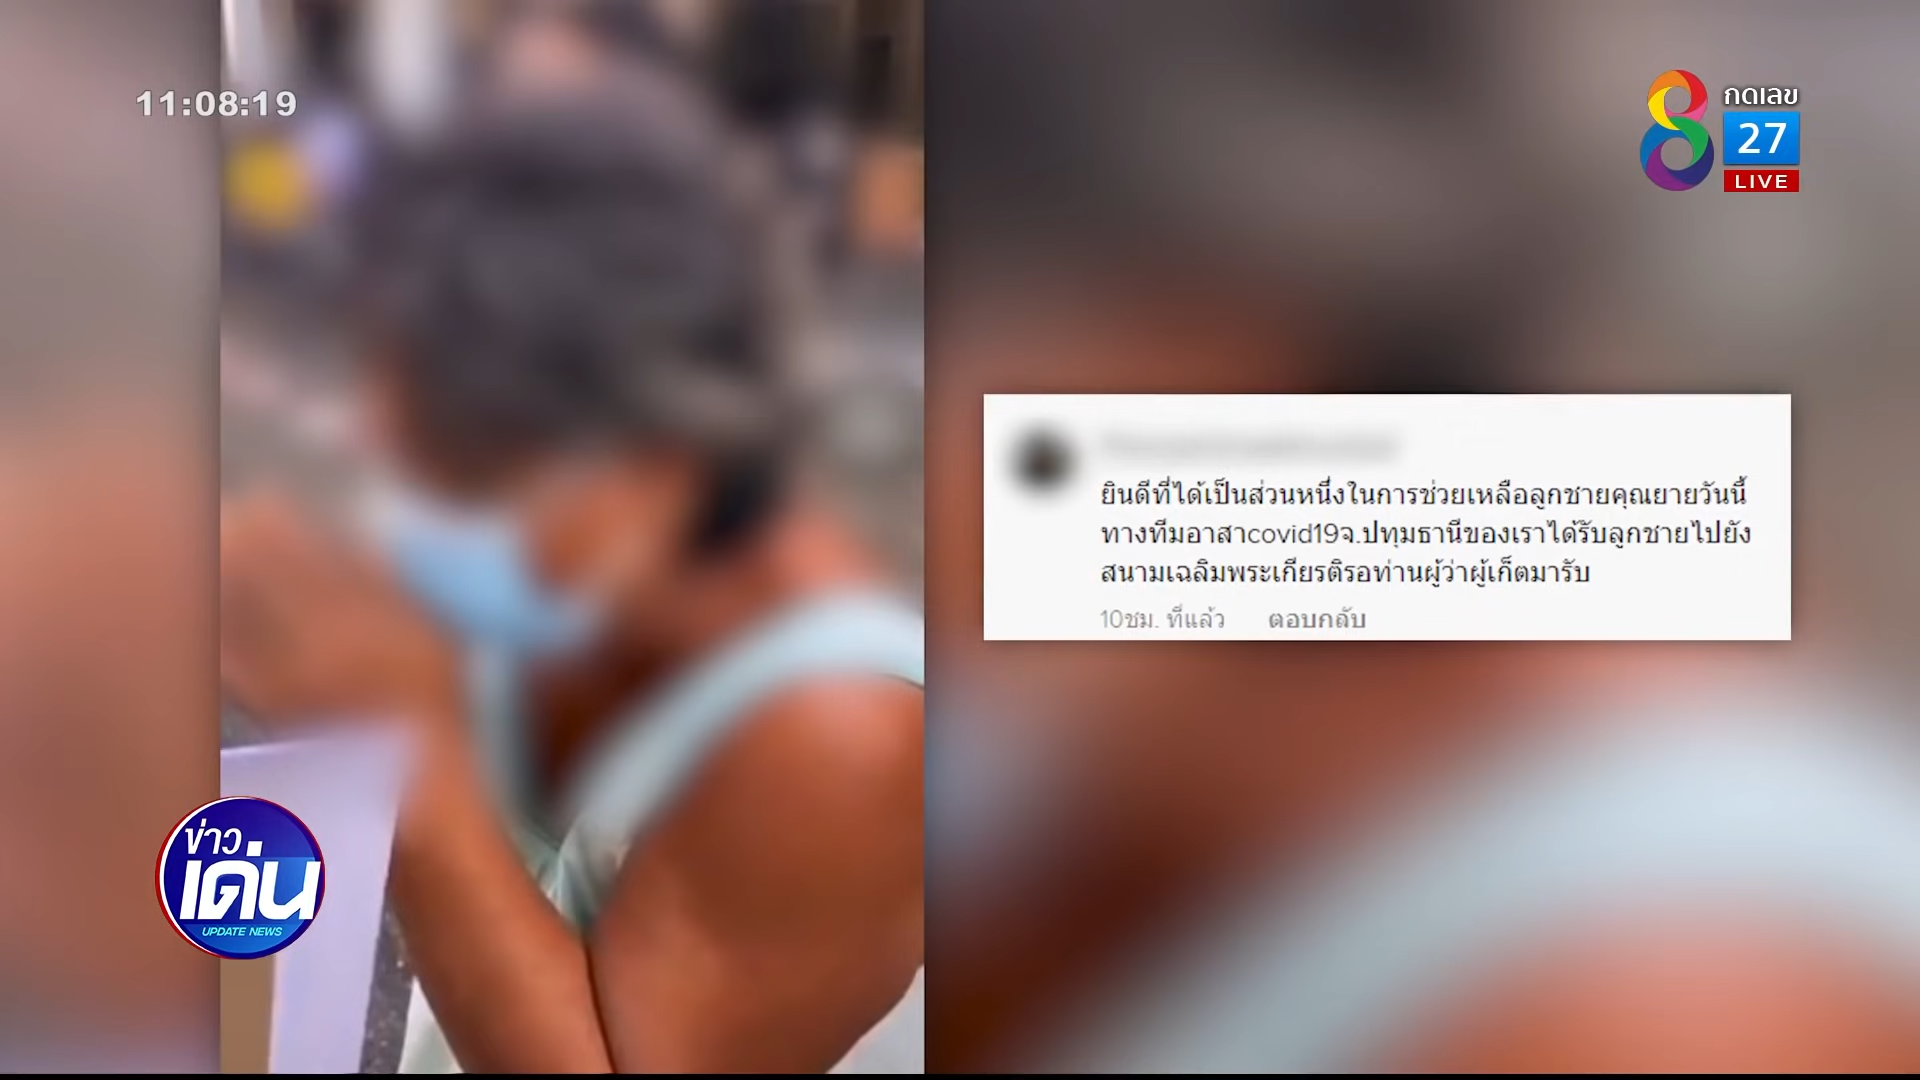 11:08:19
กดเลข
27
LIVE
ยินดีที่ได้เป็นส่วนหนึ่งในการช่วยเหลือลูกชายคุณยายวันนี้
ทางทีมอาสาcovid19จ.ปทุมธานีของเราได้รับลูกชายไปยัง
สนามเฉลิมพระเกียรติรอท่านผู้ว่าผู้เก็ตมารับ
10ชม. ที่แล้ว ตอบกลับ
ข่าว
เด่น
UPDATE NEWS